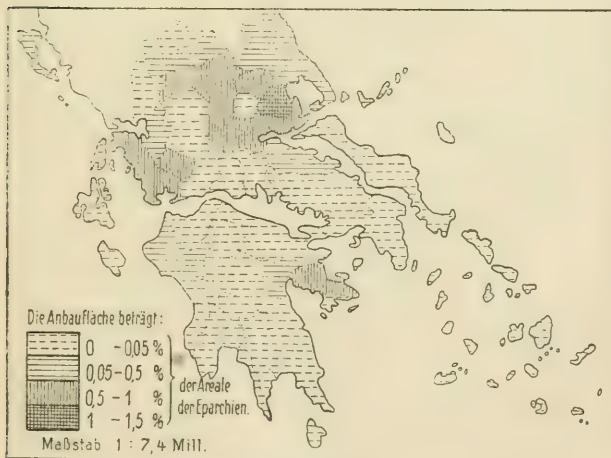 Die Anbaufläche beträgt:
0 – 0,05 %
0,05 – 0,5 %
0,5 – 1 %
1 – 1,5 %
der Areale
der Eparchien.
Maßstab 1 : 7,4 Mill.